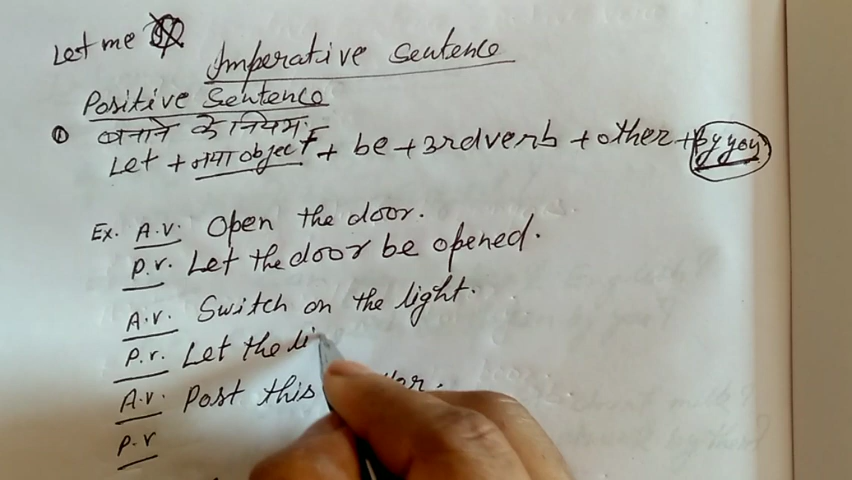 Let me
Imperative Sentence
Positive Sentence
① बनाने के नियम:
Let + नया object + be + 3rd verb + other + by you
Ex. A.V. Open the door.
P.V. Let the door be opened.
A.V. Switch on the light.
P.V. Let the li
A.V. Post this
P.V